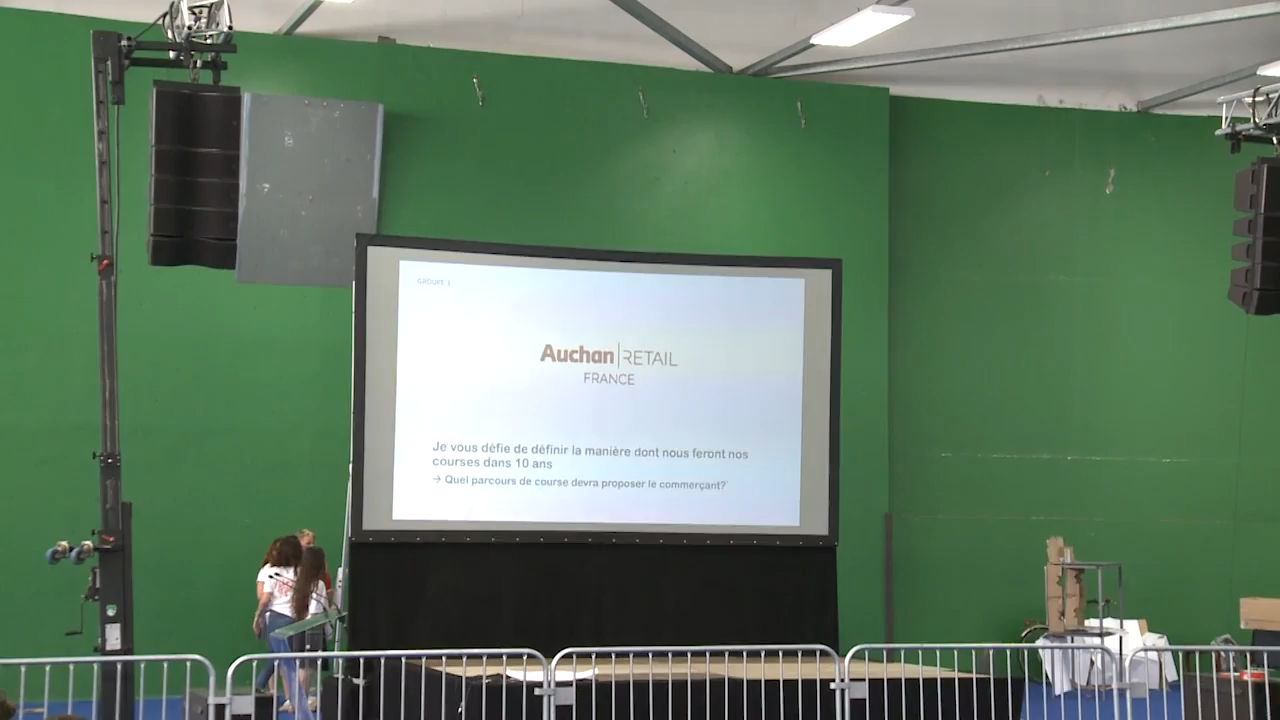 GROUPE 1
Auchan | RETAIL
FRANCE
Je vous défie de définir la manière dont nous feront nos
courses dans 10 ans
→ Quel parcours de course devra proposer le commerçant?